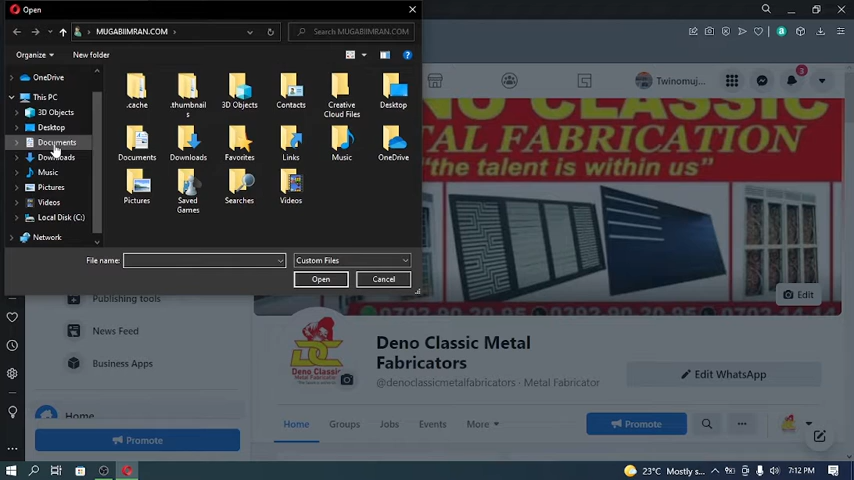 Open
MUGABIIMRAN.COM
Search MUGABIIMRAN.COM
Organize
New folder
OneDrive
This PC
3D Objects
Desktop
Documents
Downloads
Music
Pictures
Videos
Local Disk (C:)
Network
.cache
.thumbnail
s
3D Objects
Contacts
Creative
Cloud Files
Desktop
Documents
Downloads
Favorites
Links
Music
OneDrive
Pictures
Saved
Games
Searches
Videos
File name:
Custom Files
Open
Cancel
Twinomuj...
3
METAL FABRICATION
"the talent is within us"
Edit
Publishing tools
News Feed
Business Apps
Home
Promote
DC
Deno Classic Metal
Fabricators
@denoclassicmetalfabricators · Metal Fabricator
Edit WhatsApp
Home
Groups
Jobs
Events
More
Promote
23°C Mostly s...
7:12 PM